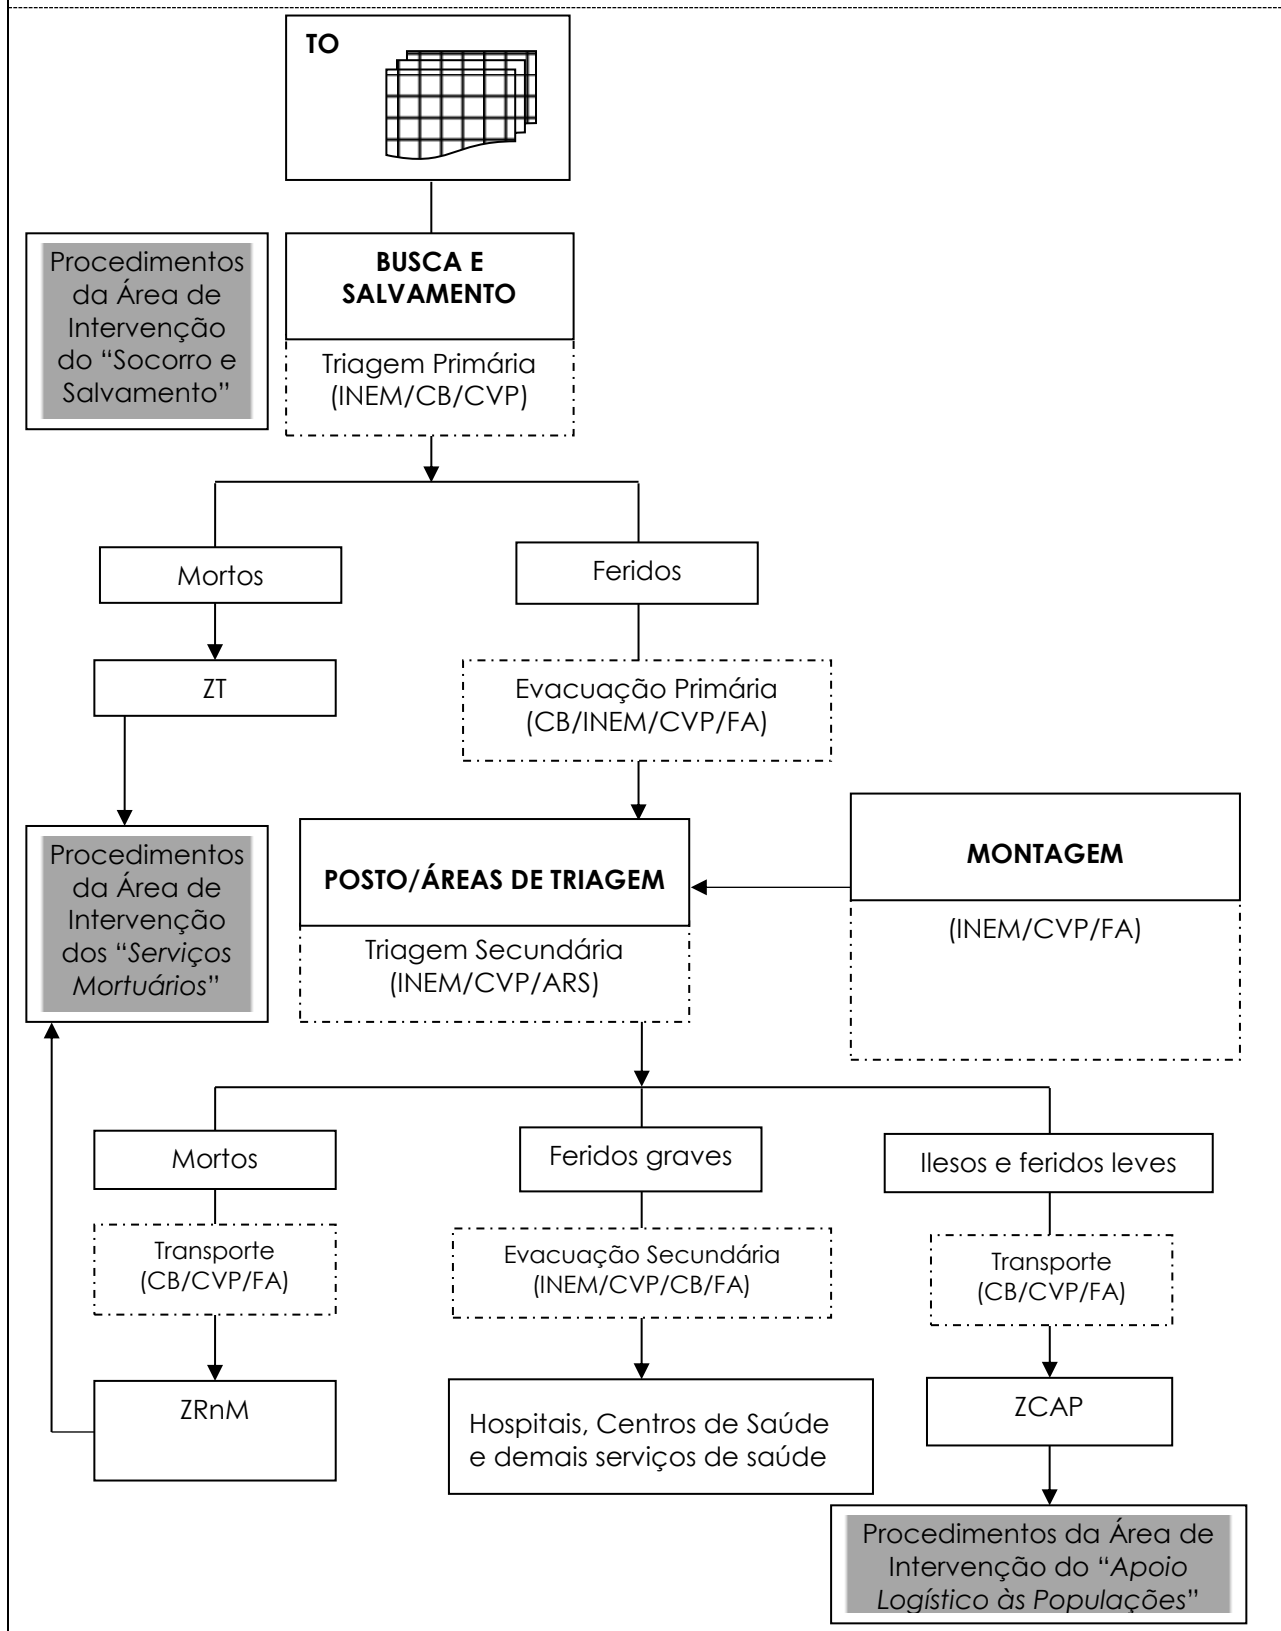 TO
Procedimentos
da Área de
Intervenção
do “Socorro e
Salvamento”
BUSCA E
SALVAMENTO
Triagem Primária
(INEM/CB/CVP)
Mortos
Feridos
ZT
Evacuação Primária
(CB/INEM/CVP/FA)
Procedimentos
da Área de
Intervenção
dos “Serviços
Mortuários”
POSTO/ÁREAS DE TRIAGEM
Triagem Secundária
(INEM/CVP/ARS)
MONTAGEM
(INEM/CVP/FA)
Mortos
Feridos graves
Ilesos e feridos leves
Transporte
(CB/CVP/FA)
Evacuação Secundária
(INEM/CVP/CB/FA)
Transporte
(CB/CVP/FA)
ZRnM
Hospitais, Centros de Saúde
e demais serviços de saúde
ZCAP
Procedimentos da Área de
Intervenção do “Apoio
Logístico às Populações”